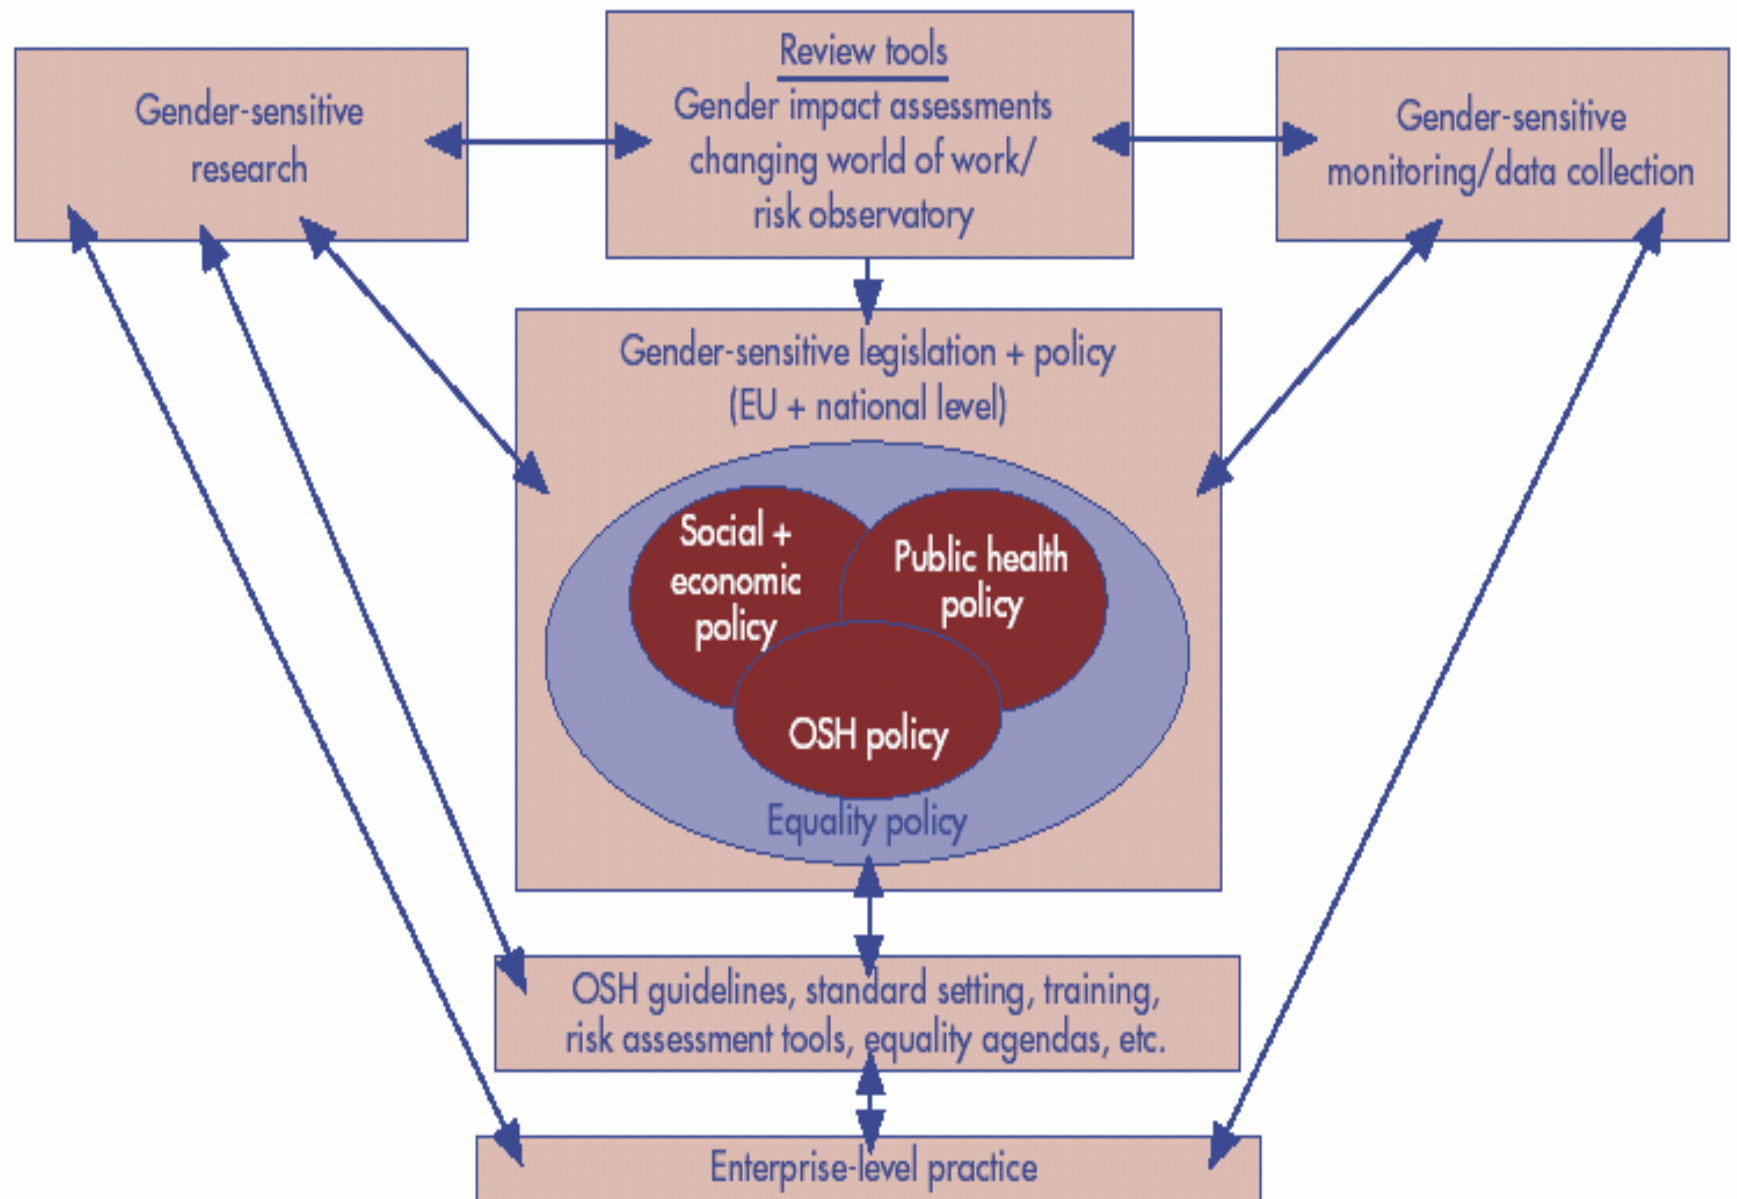 Gender-sensitive
research
Review tools
Gender impact assessments
changing world of work/
risk observatory
Gender-sensitive
monitoring/data collection
Gender-sensitive legislation + policy
(EU + national level)
Social +
economic
policy
Public health
policy
OSH policy
Equality policy
OSH guidelines, standard setting, training,
risk assessment tools, equality agendas, etc.
Enterprise-level practice